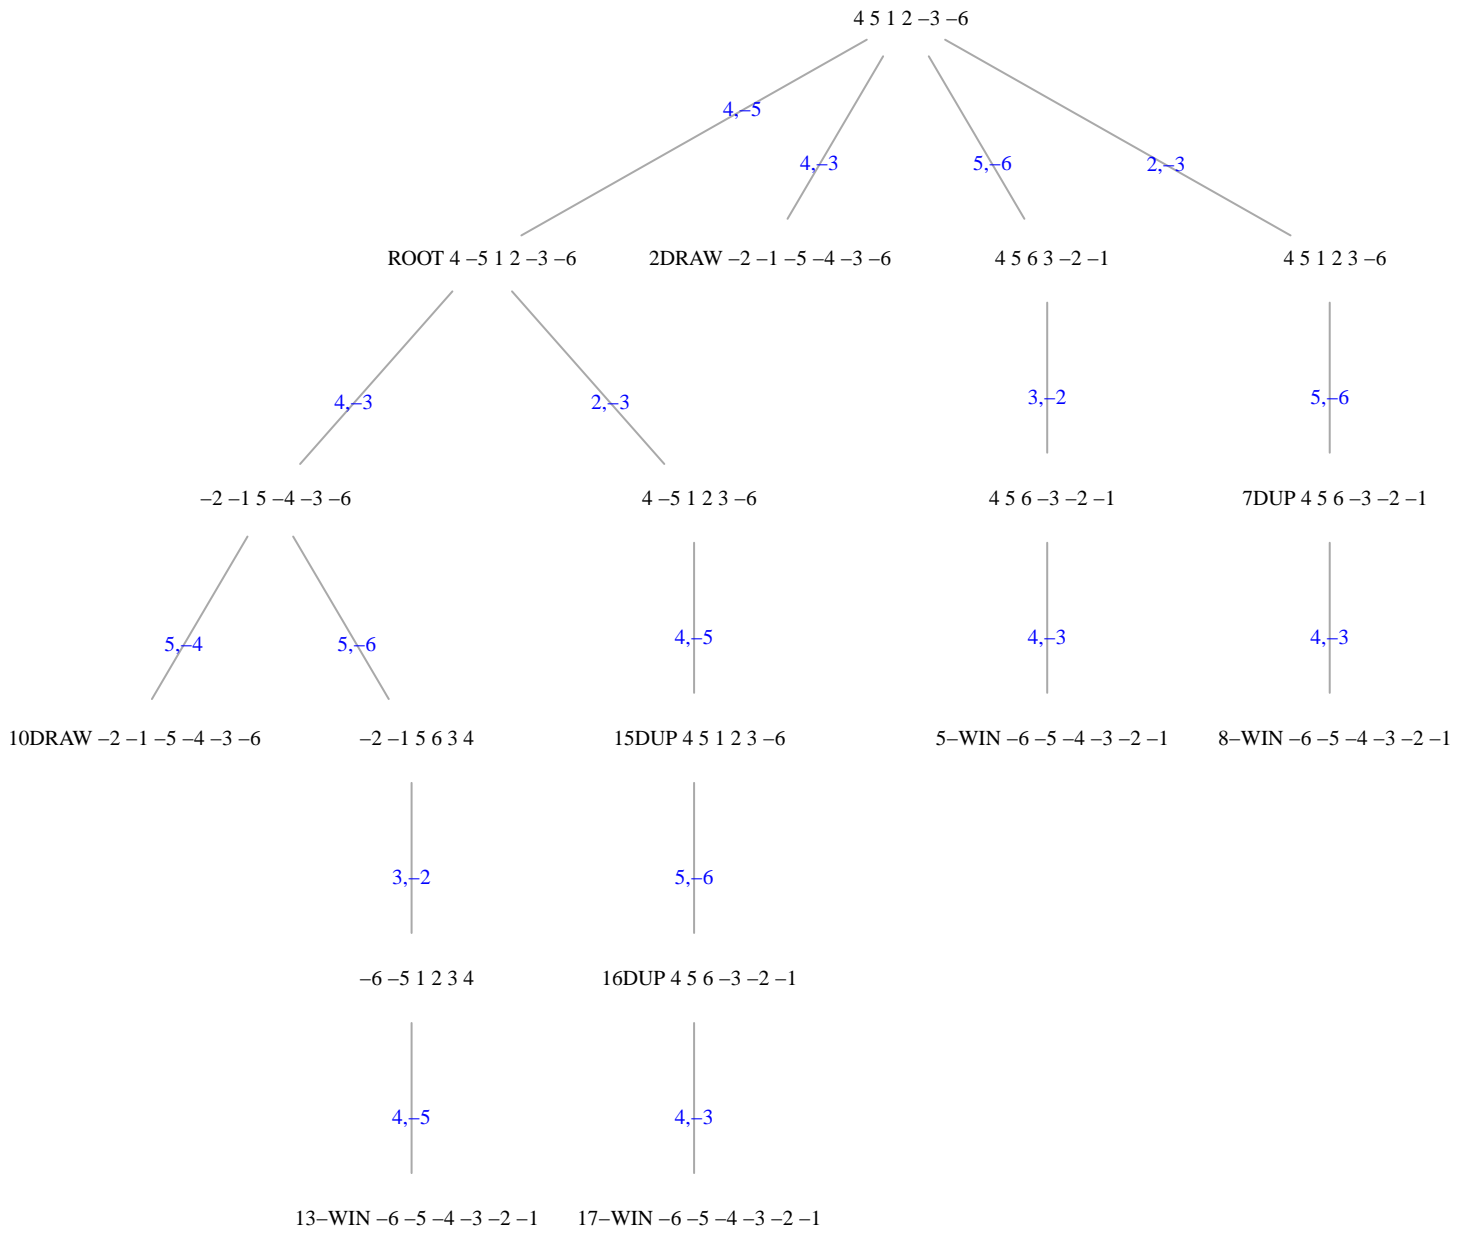 4 5 1 2 –3 –6
4,–5
4,–3
5,–6
2,–3
ROOT 4 –5 1 2 –3 –6
2DRAW –2 –1 –5 –4 –3 –6
4 5 6 3 –2 –1
4 5 1 2 3 –6
4,–3
2,–3
3,–2
5,–6
–2 –1 5 –4 –3 –6
4 –5 1 2 3 –6
4 5 6 –3 –2 –1
7DUP 4 5 6 –3 –2 –1
5,–4
5,–6
4,–5
4,–3
4,–3
10DRAW –2 –1 –5 –4 –3 –6
–2 –1 5 6 3 4
15DUP 4 5 1 2 3 –6
5–WIN –6 –5 –4 –3 –2 –1
8–WIN –6 –5 –4 –3 –2 –1
3,–2
5,–6
–6 –5 1 2 3 4
16DUP 4 5 6 –3 –2 –1
4,–5
4,–3
13–WIN –6 –5 –4 –3 –2 –1
17–WIN –6 –5 –4 –3 –2 –1